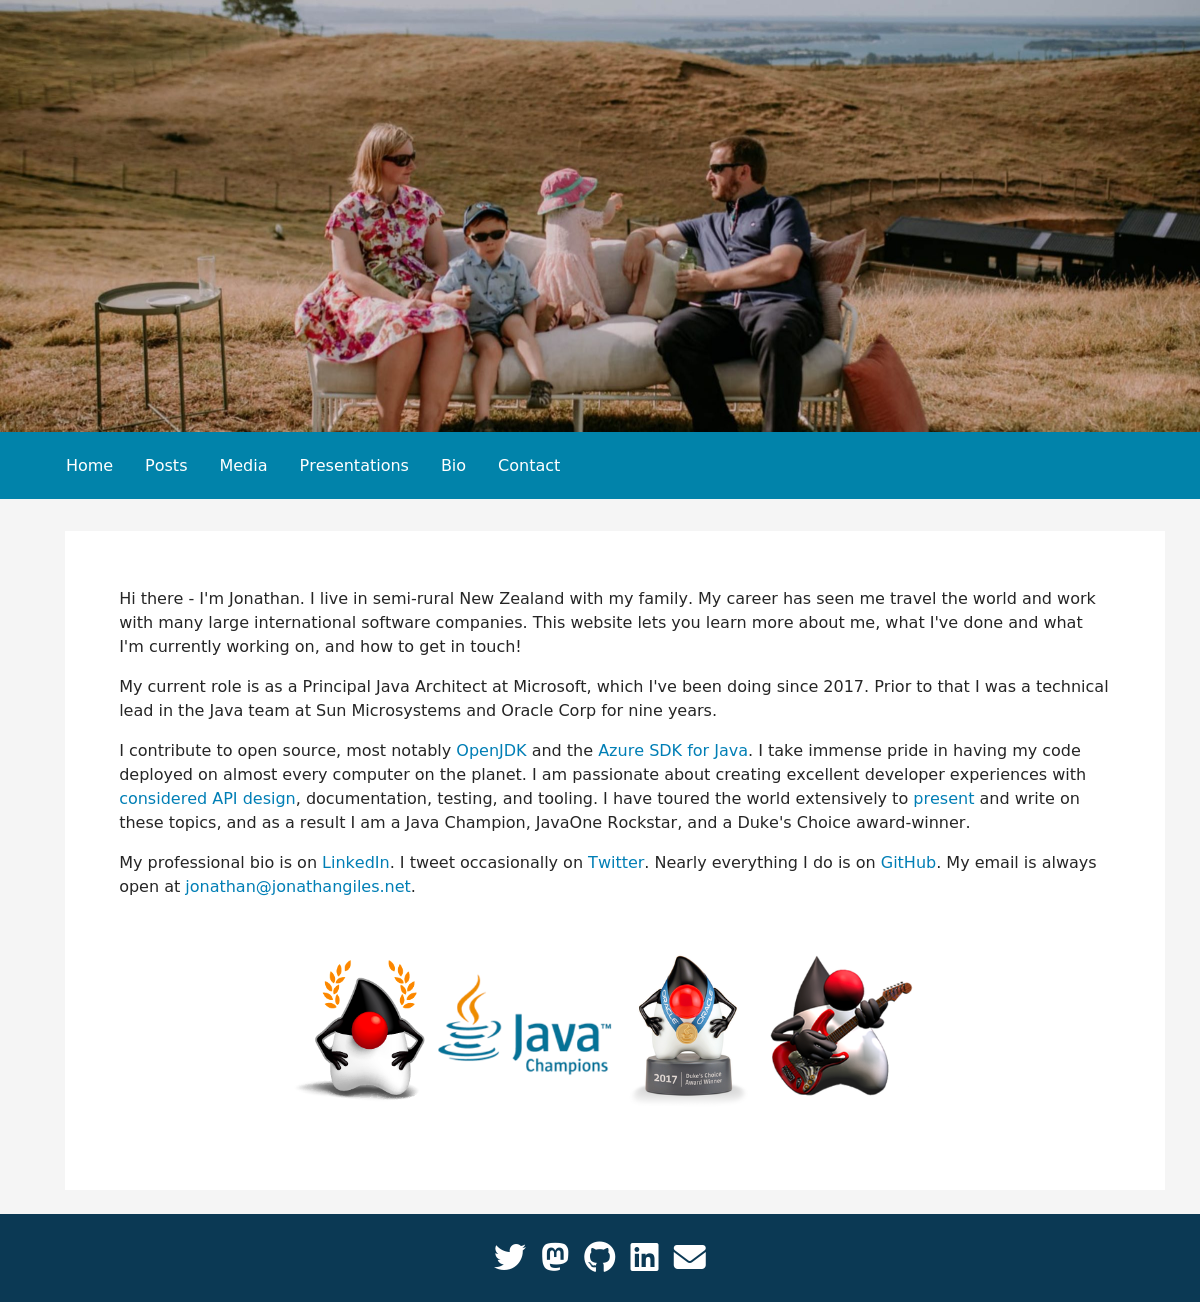 Home Posts Media Presentations Bio Contact
Hi there - I'm Jonathan. I live in semi-rural New Zealand with my family. My career has seen me travel the world and work
with many large international software companies. This website lets you learn more about me, what I've done and what
I'm currently working on, and how to get in touch!
My current role is as a Principal Java Architect at Microsoft, which I've been doing since 2017. Prior to that I was a technical
lead in the Java team at Sun Microsystems and Oracle Corp for nine years.
I contribute to open source, most notably OpenJDK and the Azure SDK for Java. I take immense pride in having my code
deployed on almost every computer on the planet. I am passionate about creating excellent developer experiences with
considered API design, documentation, testing, and tooling. I have toured the world extensively to present and write on
these topics, and as a result I am a Java Champion, JavaOne Rockstar, and a Duke's Choice award-winner.
My professional bio is on LinkedIn. I tweet occasionally on Twitter. Nearly everything I do is on GitHub. My email is always
open at jonathan@jonathangiles.net.
Java™
Champions
ORACLE ORACLE
2017 Duke's Choice
Award Winner